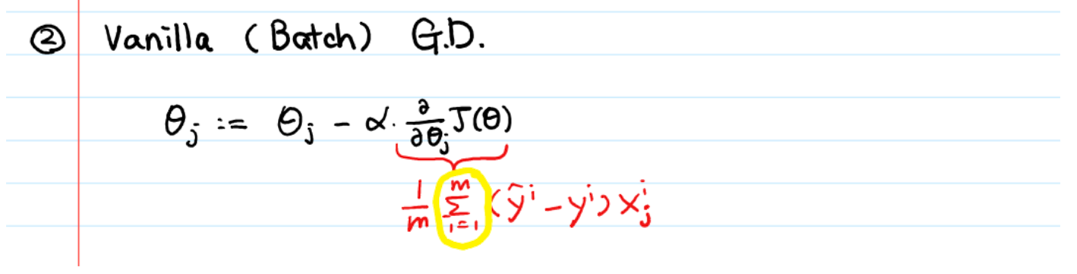 ② Vanilla (Batch) G.D.
θⱼ := θⱼ - α · ∂/∂θⱼ J(θ)
1/m Σᵢ₌₁ᵐ (ŷⁱ - yⁱ) xⱼⁱ